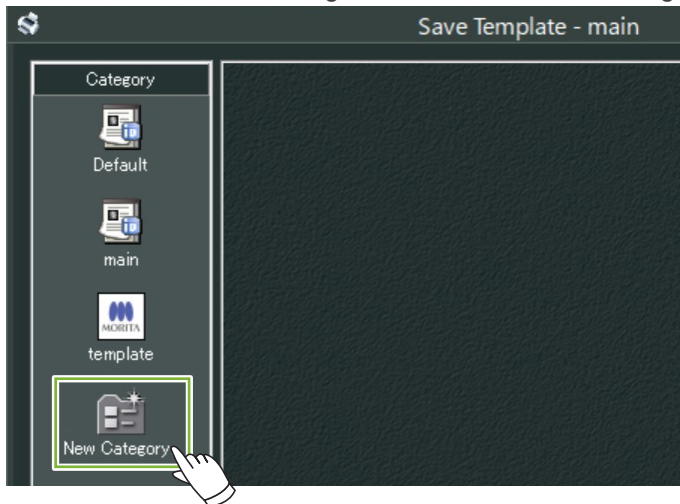 Save Template - main
Category
Default
main
MORITA
template
New Category